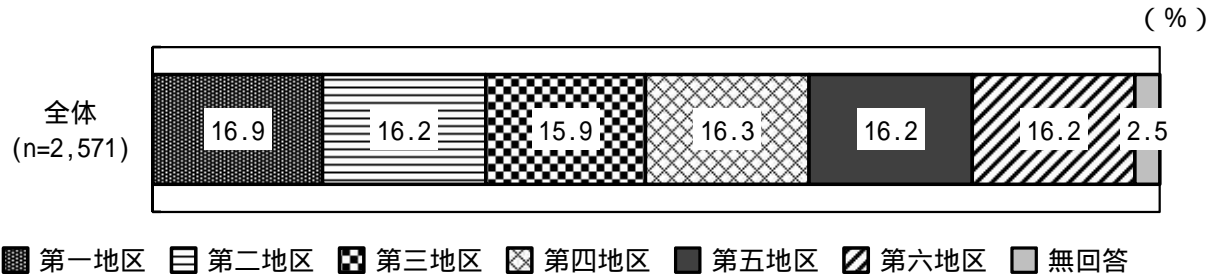 (%)
全体
(n=2,571)
16.9 16.2 15.9 16.3 16.2 16.2 2.5
第一地区 第二地区 第三地区 第四地区 第五地区 第六地区 無回答